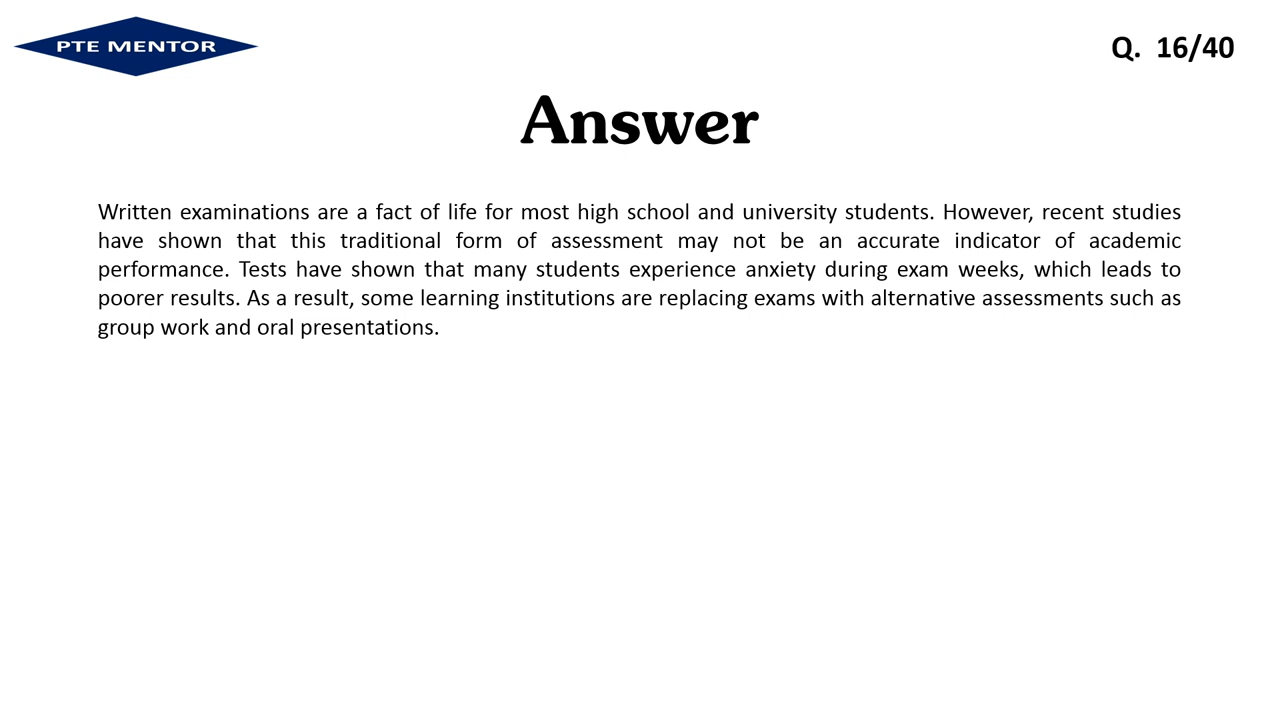 PTE MENTOR
Q. 16/40
Answer
Written examinations are a fact of life for most high school and university students. However, recent studies
have shown that this traditional form of assessment may not be an accurate indicator of academic
performance. Tests have shown that many students experience anxiety during exam weeks, which leads to
poorer results. As a result, some learning institutions are replacing exams with alternative assessments such as
group work and oral presentations.